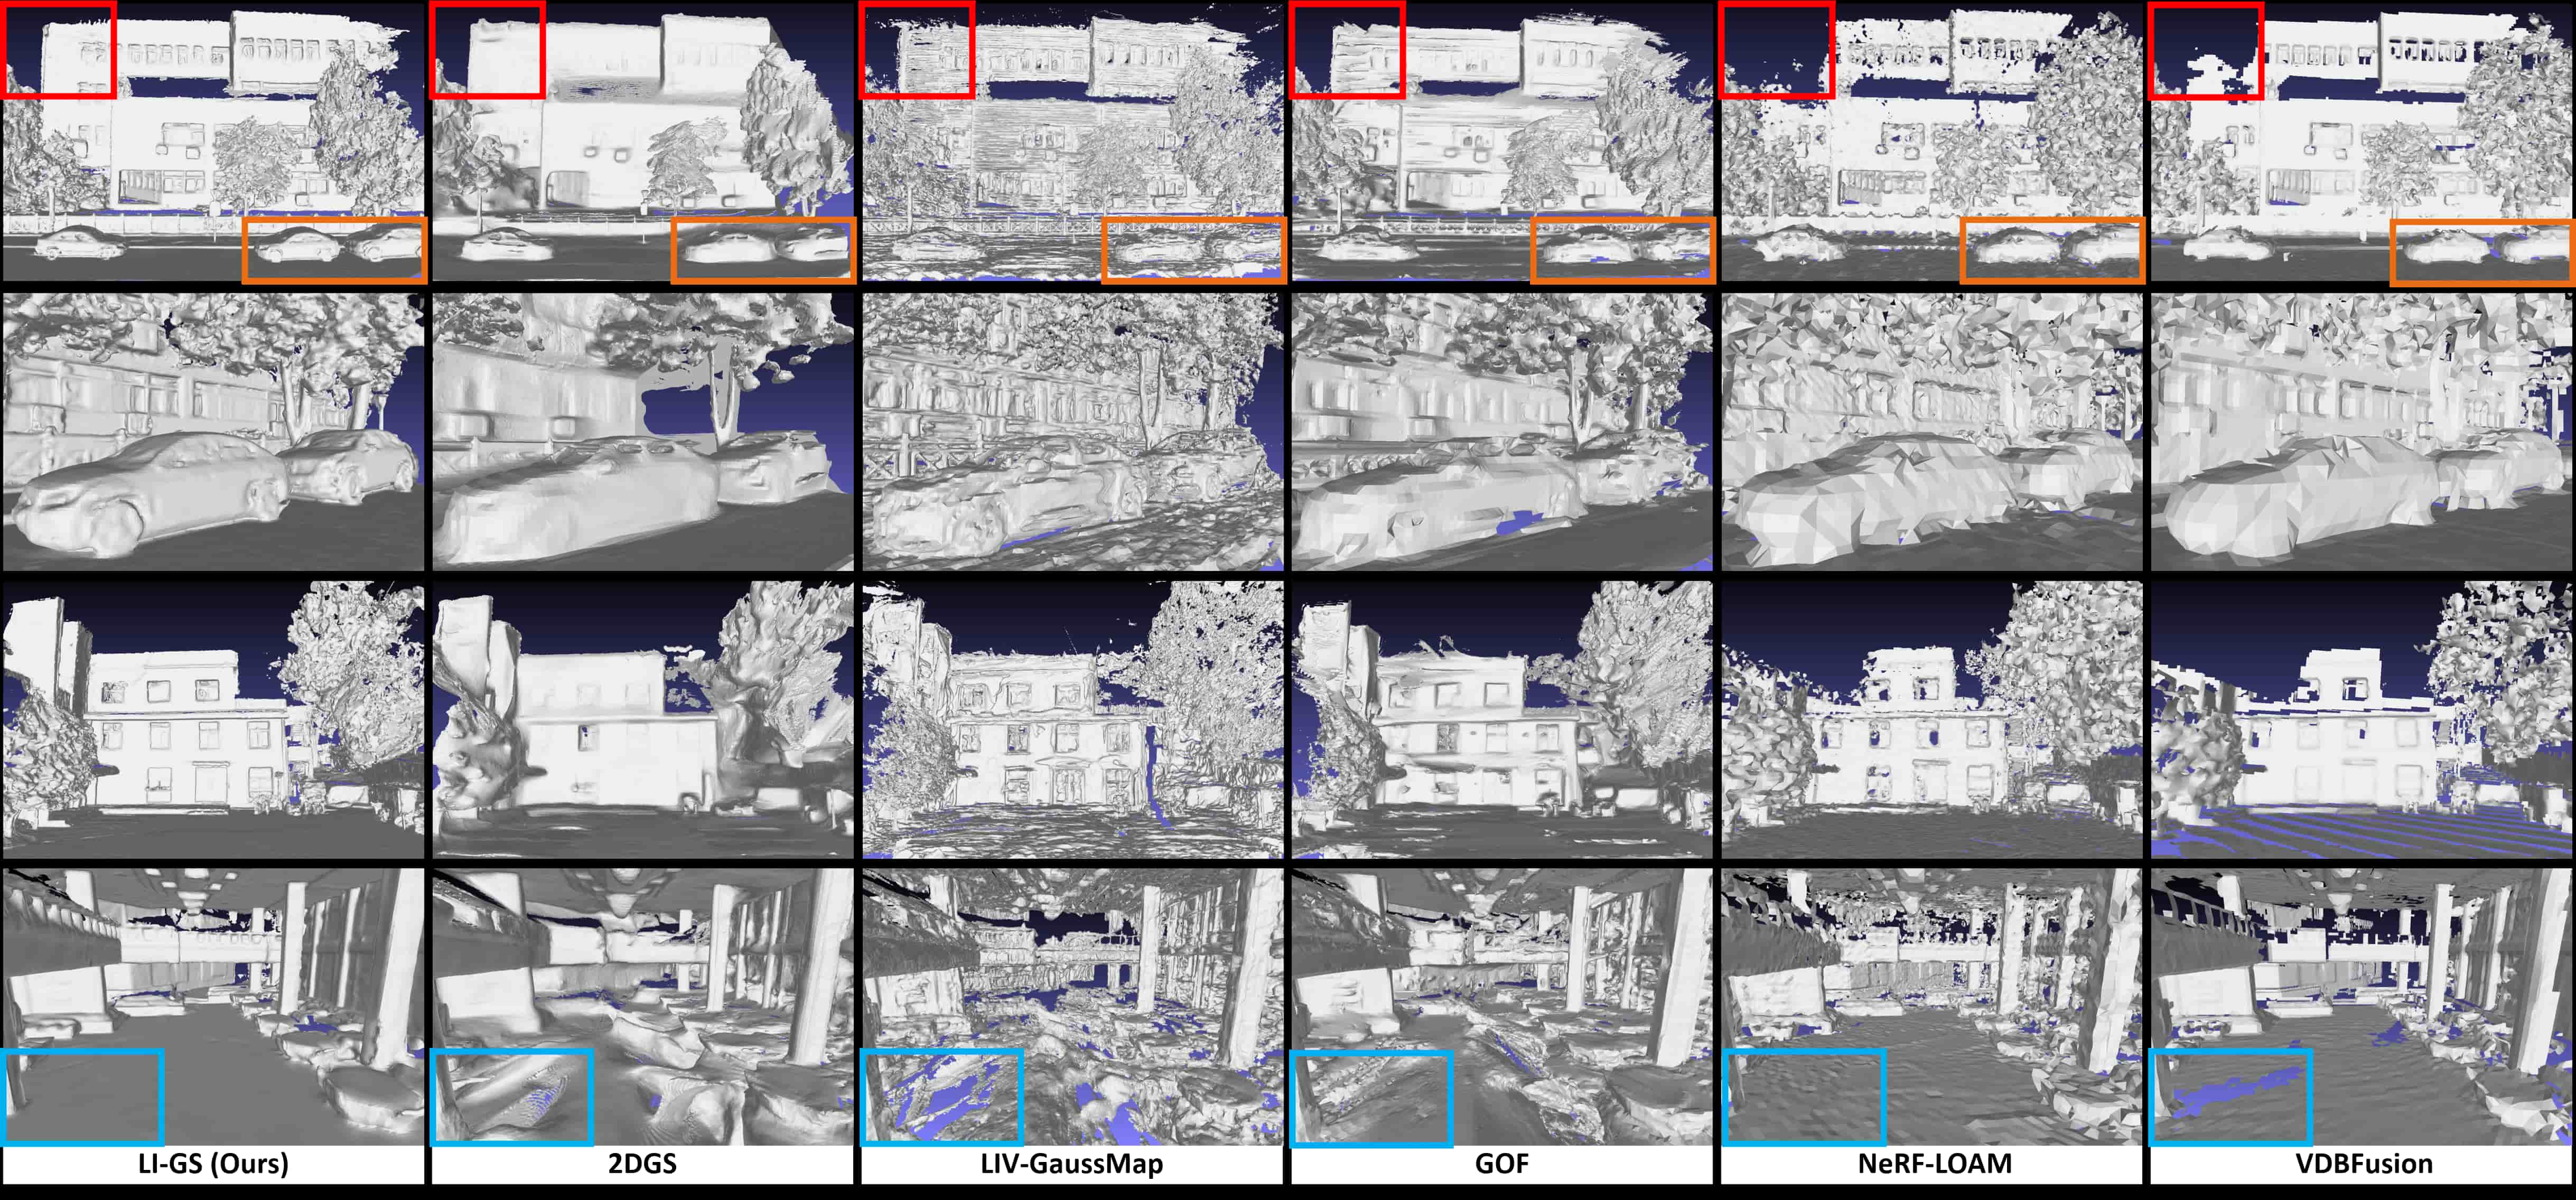 LI-GS (Ours)
2DGS
LIV-GaussMap
GOF
NeRF-LOAM
VDBFusion